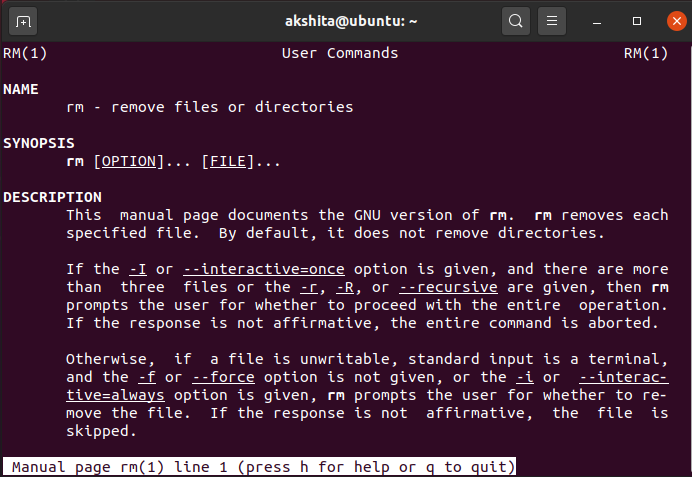 akshita@ubuntu: ~
RM(1) User Commands RM(1)
NAME
rm - remove files or directories
SYNOPSIS
rm [OPTION]... [FILE]...
DESCRIPTION
This manual page documents the GNU version of rm. rm removes each
specified file. By default, it does not remove directories.
If the -I or --interactive=once option is given, and there are more
than three files or the -r, -R, or --recursive are given, then rm
prompts the user for whether to proceed with the entire operation.
If the response is not affirmative, the entire command is aborted.
Otherwise, if a file is unwritable, standard input is a terminal,
and the -f or --force option is not given, or the -i or --interac-
tive=always option is given, rm prompts the user for whether to re-
move the file. If the response is not affirmative, the file is
skipped.
Manual page rm(1) line 1 (press h for help or q to quit)